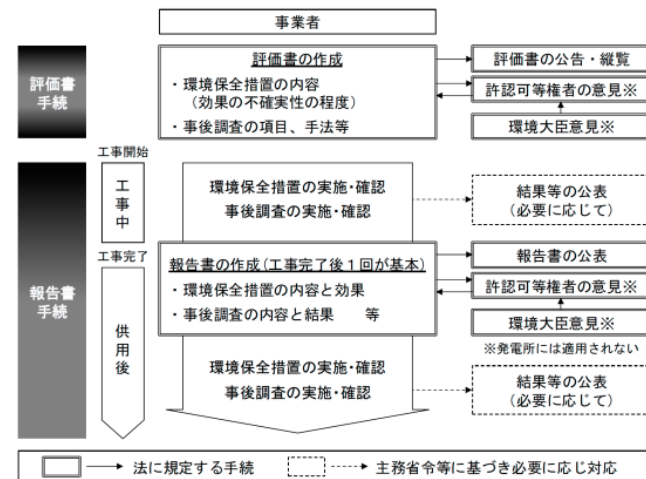 事業者
評価書
手続
評価書の作成
・環境保全措置の内容
(効果の不確実性の程度)
・事後調査の項目、手法等
評価書の公告・縦覧
許認可等権者の意見※
環境大臣意見※
工事開始
工事中
環境保全措置の実施・確認
事後調査の実施・確認
結果等の公表
(必要に応じて)
工事完了
報告書
手続
報告書の作成(工事完了後1回が基本)
・環境保全措置の内容と効果
・事後調査の内容と結果 等
報告書の公表
許認可等権者の意見※
環境大臣意見※
※発電所には適用されない
供用後
環境保全措置の実施・確認
事後調査の実施・確認
結果等の公表
(必要に応じて)
法に規定する手続
主務省令等に基づき必要に応じ対応